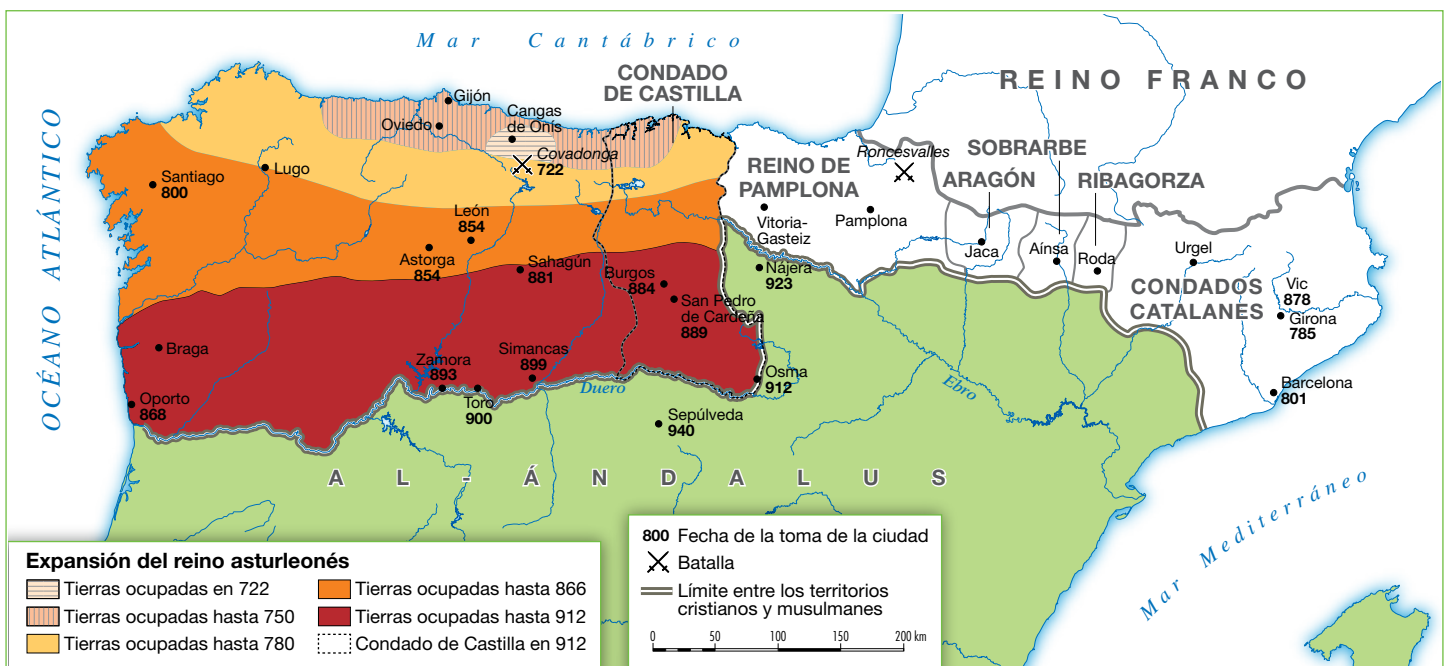 Mar Cantábrico
OCÉANO ATLÁNTICO
CONDADO
DE CASTILLA
REINO FRANCO
Gijón
Oviedo
Cangas
de Onís
Covadonga
722
Lugo
Santiago
800
REINO DE
PAMPLONA
Roncesvalles
SOBRARBE
ARAGÓN
RIBAGORZA
Vitoria-
Gasteiz
Pamplona
Jaca
Aínsa
Roda
Urgel
CONDADOS
CATALANES
Vic
878
Girona
785
Barcelona
801
León
854
Astorga
854
Sahagún
881
Burgos
884
San Pedro
de Cardeña
889
Nájera
923
Braga
Oporto
868
Zamora
893
Toro
900
Simancas
899
Duero
Osma
912
Ebro
Sepúlveda
940
AL-ÁNDALUS
Mar Mediterráneo
Expansión del reino asturleonés
Tierras ocupadas en 722
Tierras ocupadas hasta 750
Tierras ocupadas hasta 780
Tierras ocupadas hasta 866
Tierras ocupadas hasta 912
Condado de Castilla en 912
800 Fecha de la toma de la ciudad
Batalla
Límite entre los territorios
cristianos y musulmanes
0 50 100 150 200 km